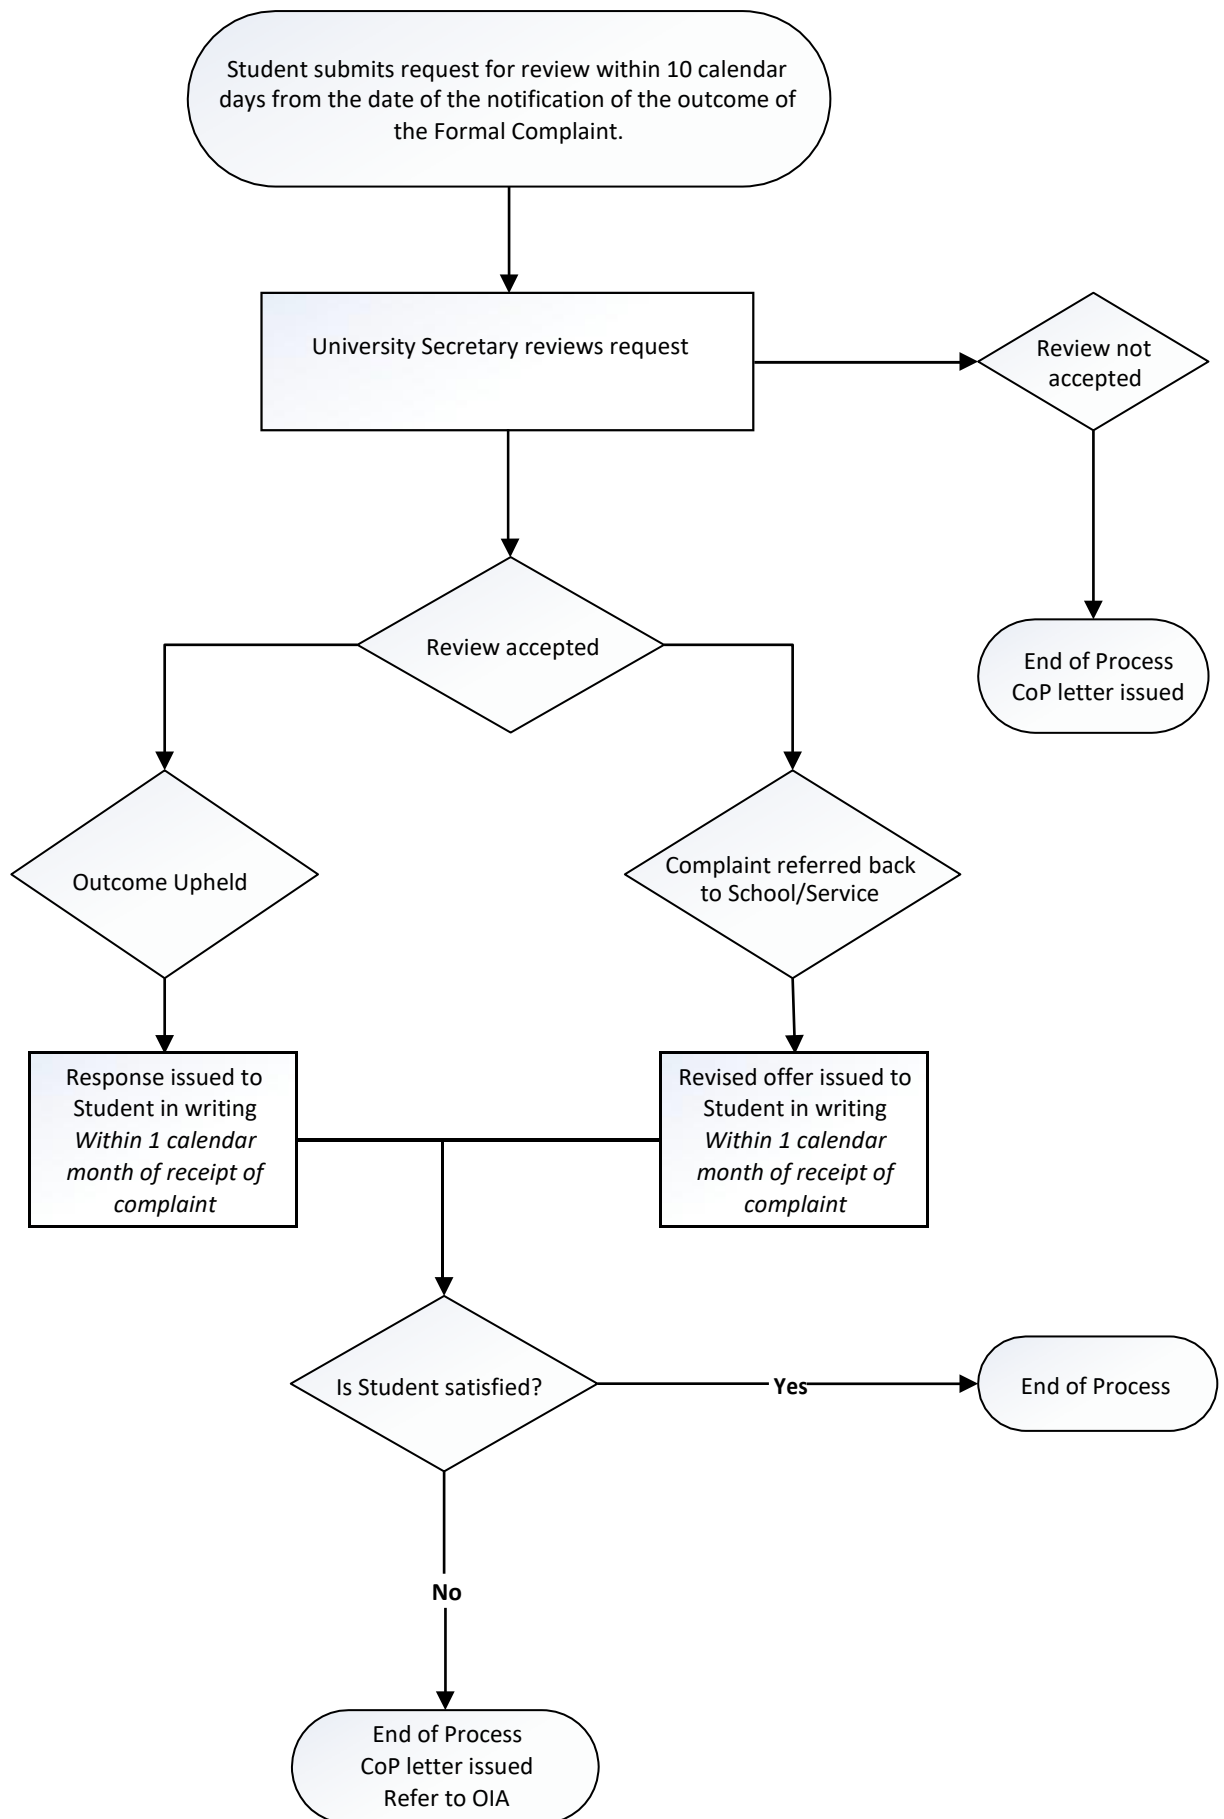 Student submits request for review within 10 calendar
days from the date of the notification of the outcome of
the Formal Complaint.
University Secretary reviews request
Review not
accepted
Review accepted
End of Process
CoP letter issued
Outcome Upheld
Complaint referred back
to School/Service
Response issued to
Student in writing
Within 1 calendar
month of receipt of
complaint
Revised offer issued to
Student in writing
Within 1 calendar
month of receipt of
complaint
Is Student satisfied?
Yes
End of Process
No
End of Process
CoP letter issued
Refer to OIA